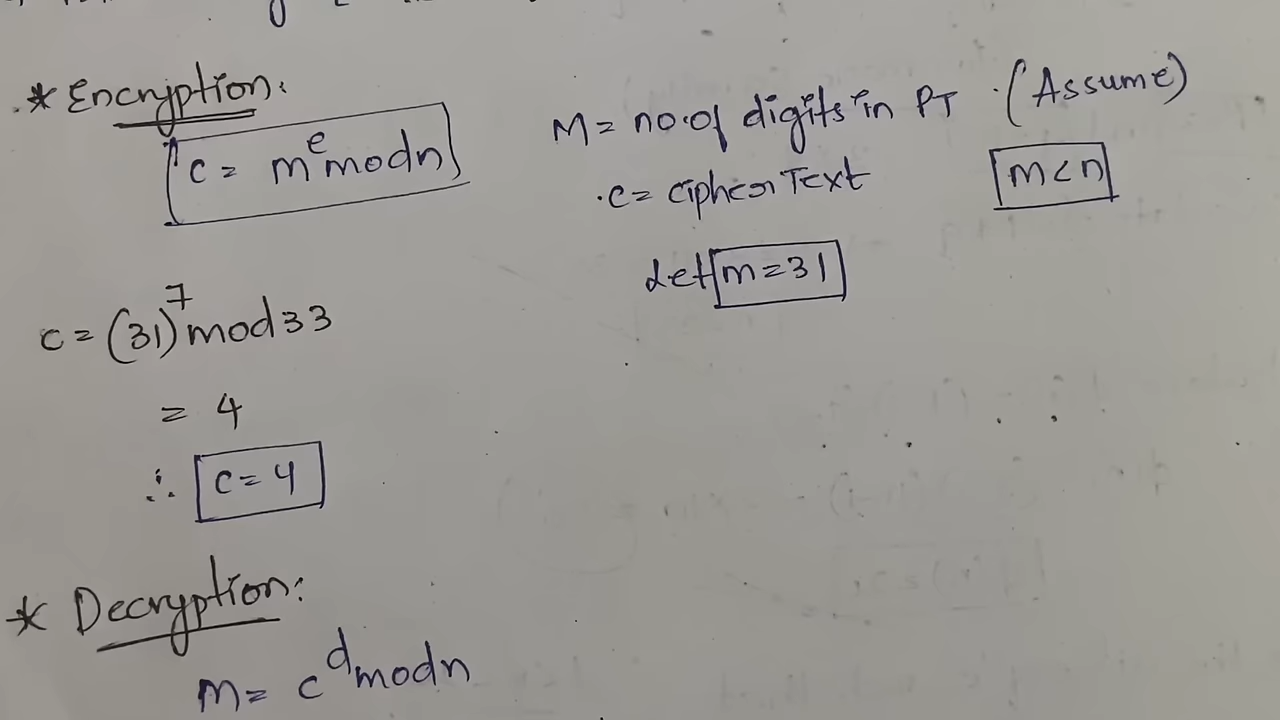 * Encryption:
c = m^e mod n
M = no. of digits in PT . (Assume)
.c = cipher Text
m < n
Let m = 31
c = (31)^7 mod 33
= 4
∴ c = 4
* Decryption:
M = c^d mod n